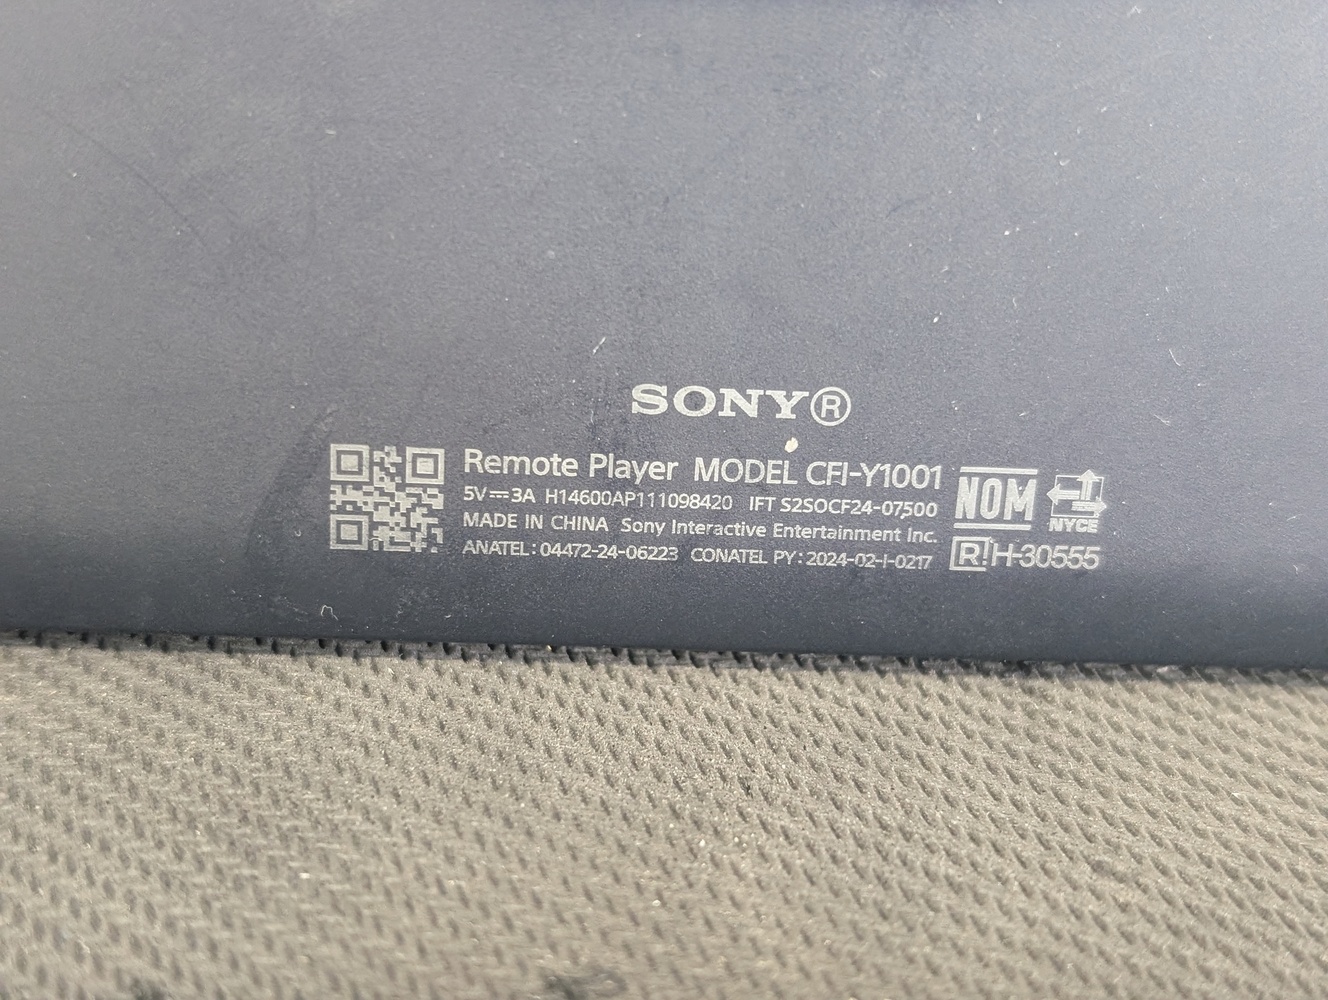 SONY®
Remote Player MODEL CFI-Y1001
5V⎓3A H14600AP111098420 IFT S2SOCF24-07500
MADE IN CHINA Sony Interactive Entertainment Inc.
ANATEL: 04472-24-06223 CONATEL PY: 2024-02-I-0217
NOM NYCE
R!H-30555